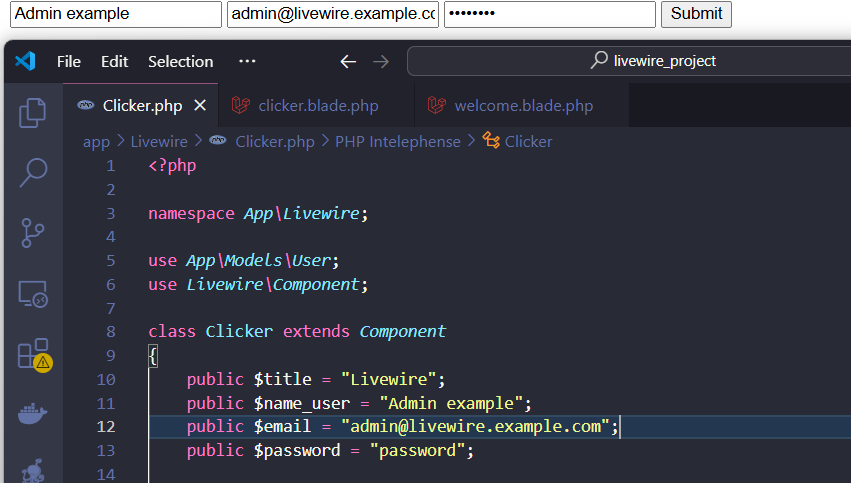 Admin example admin@livewire.example.co •••••••• Submit
File Edit Selection ··· livewire_project
Clicker.php clicker.blade.php welcome.blade.php
app > Livewire > Clicker.php > PHP Intelephense > Clicker
1 <?php
2
3 namespace App\Livewire;
4
5 use App\Models\User;
6 use Livewire\Component;
7
8 class Clicker extends Component
9 {
10 public $title = "Livewire";
11 public $name_user = "Admin example";
12 public $email = "admin@livewire.example.com";
13 public $password = "password";
14